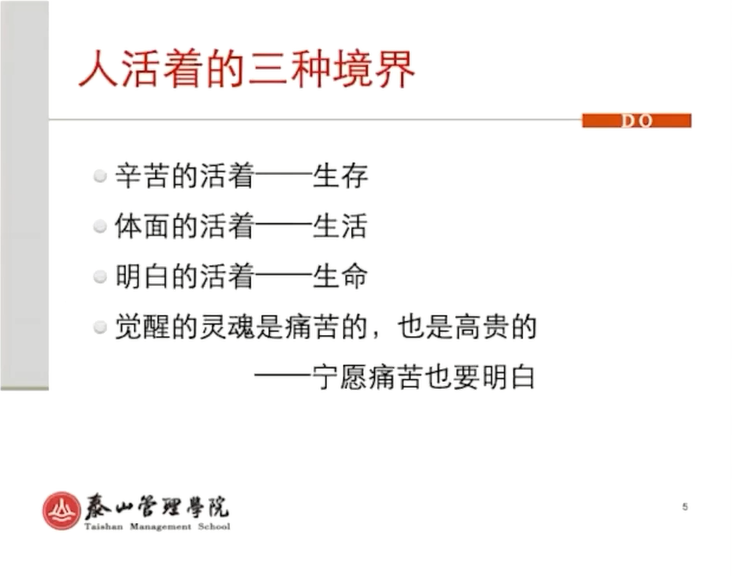 人活着的三种境界
DO
辛苦的活着——生存
体面的活着——生活
明白的活着——生命
觉醒的灵魂是痛苦的，也是高贵的
——宁愿痛苦也要明白
泰山管理學院
Taishan Management School
5